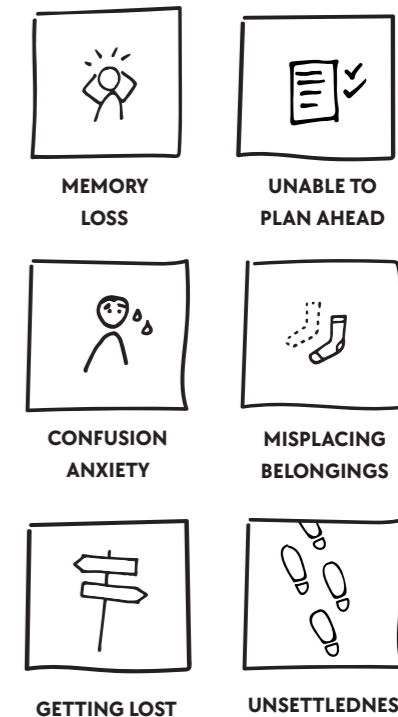 MEMORY
LOSS
UNABLE TO
PLAN AHEAD
CONFUSION
ANXIETY
MISPLACING
BELONGINGS
GETTING LOST
UNSETTLEDNES